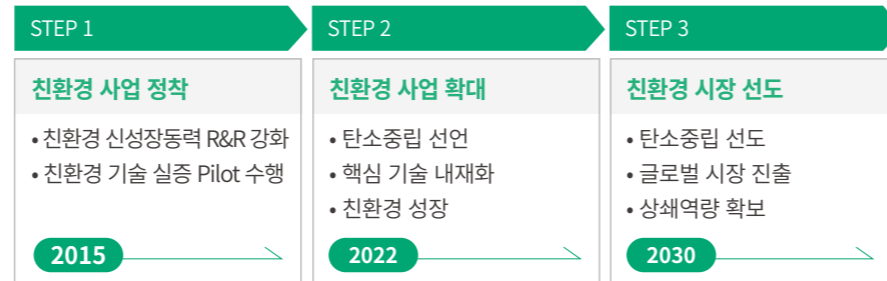 STEP 1
친환경 사업 정착
• 친환경 신성장동력 R&R 강화
• 친환경 기술 실증 Pilot 수행
2015
STEP 2
친환경 사업 확대
• 탄소중립 선언
• 핵심 기술 내재화
• 친환경 성장
2022
STEP 3
친환경 시장 선도
• 탄소중립 선도
• 글로벌 시장 진출
• 상쇄역량 확보
2030